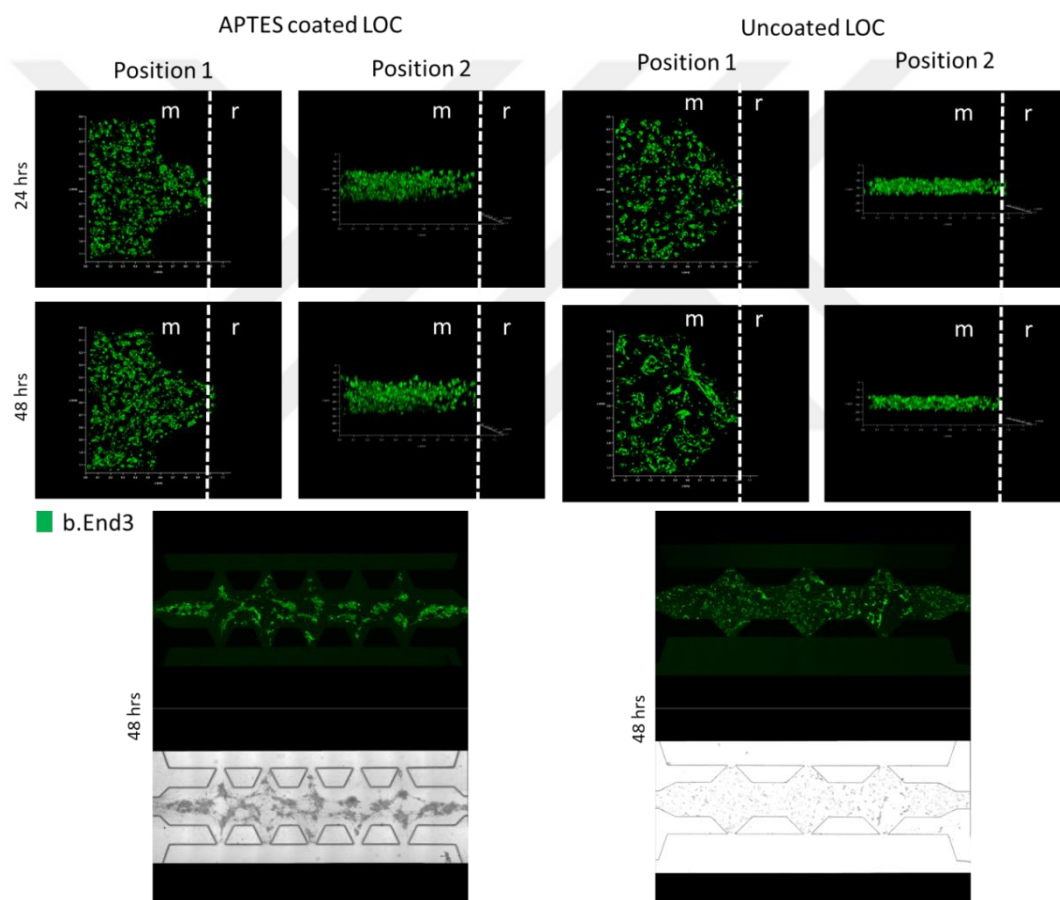 APTES coated LOC
Uncoated LOC
Position 1
Position 2
Position 1
Position 2
24 hrs
m r
m r
m r
m r
48 hrs
m r
m r
m r
m r
b.End3
48 hrs
48 hrs